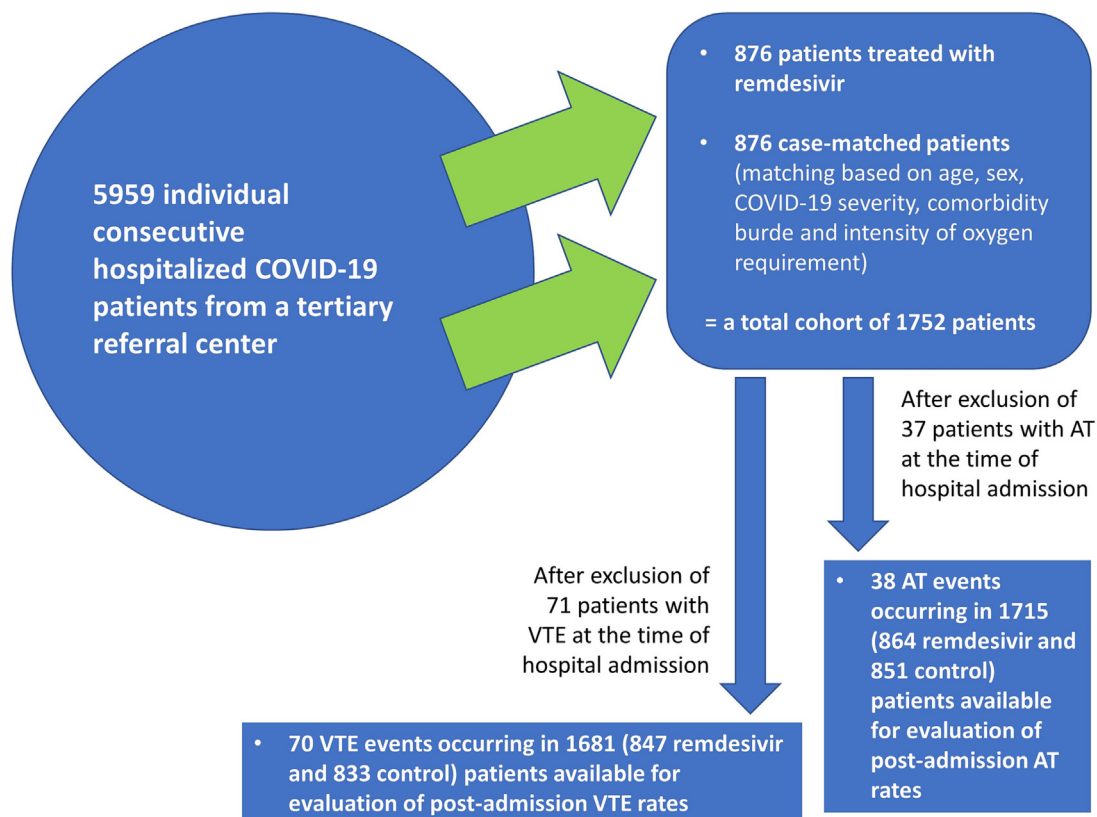 5959 individual
consecutive
hospitalized COVID-19
patients from a tertiary
referral center
• 876 patients treated with
remdesivir
• 876 case-matched patients
(matching based on age, sex,
COVID-19 severity, comorbidity
burde and intensity of oxygen
requirement)
= a total cohort of 1752 patients
After exclusion of
37 patients with AT
at the time of
hospital admission
After exclusion of
71 patients with
VTE at the time of
hospital admission
• 38 AT events
occurring in 1715
(864 remdesivir and
851 control)
patients available
for evaluation of
post-admission AT
rates
• 70 VTE events occurring in 1681 (847 remdesivir
and 833 control) patients available for
evaluation of post-admission VTE rates